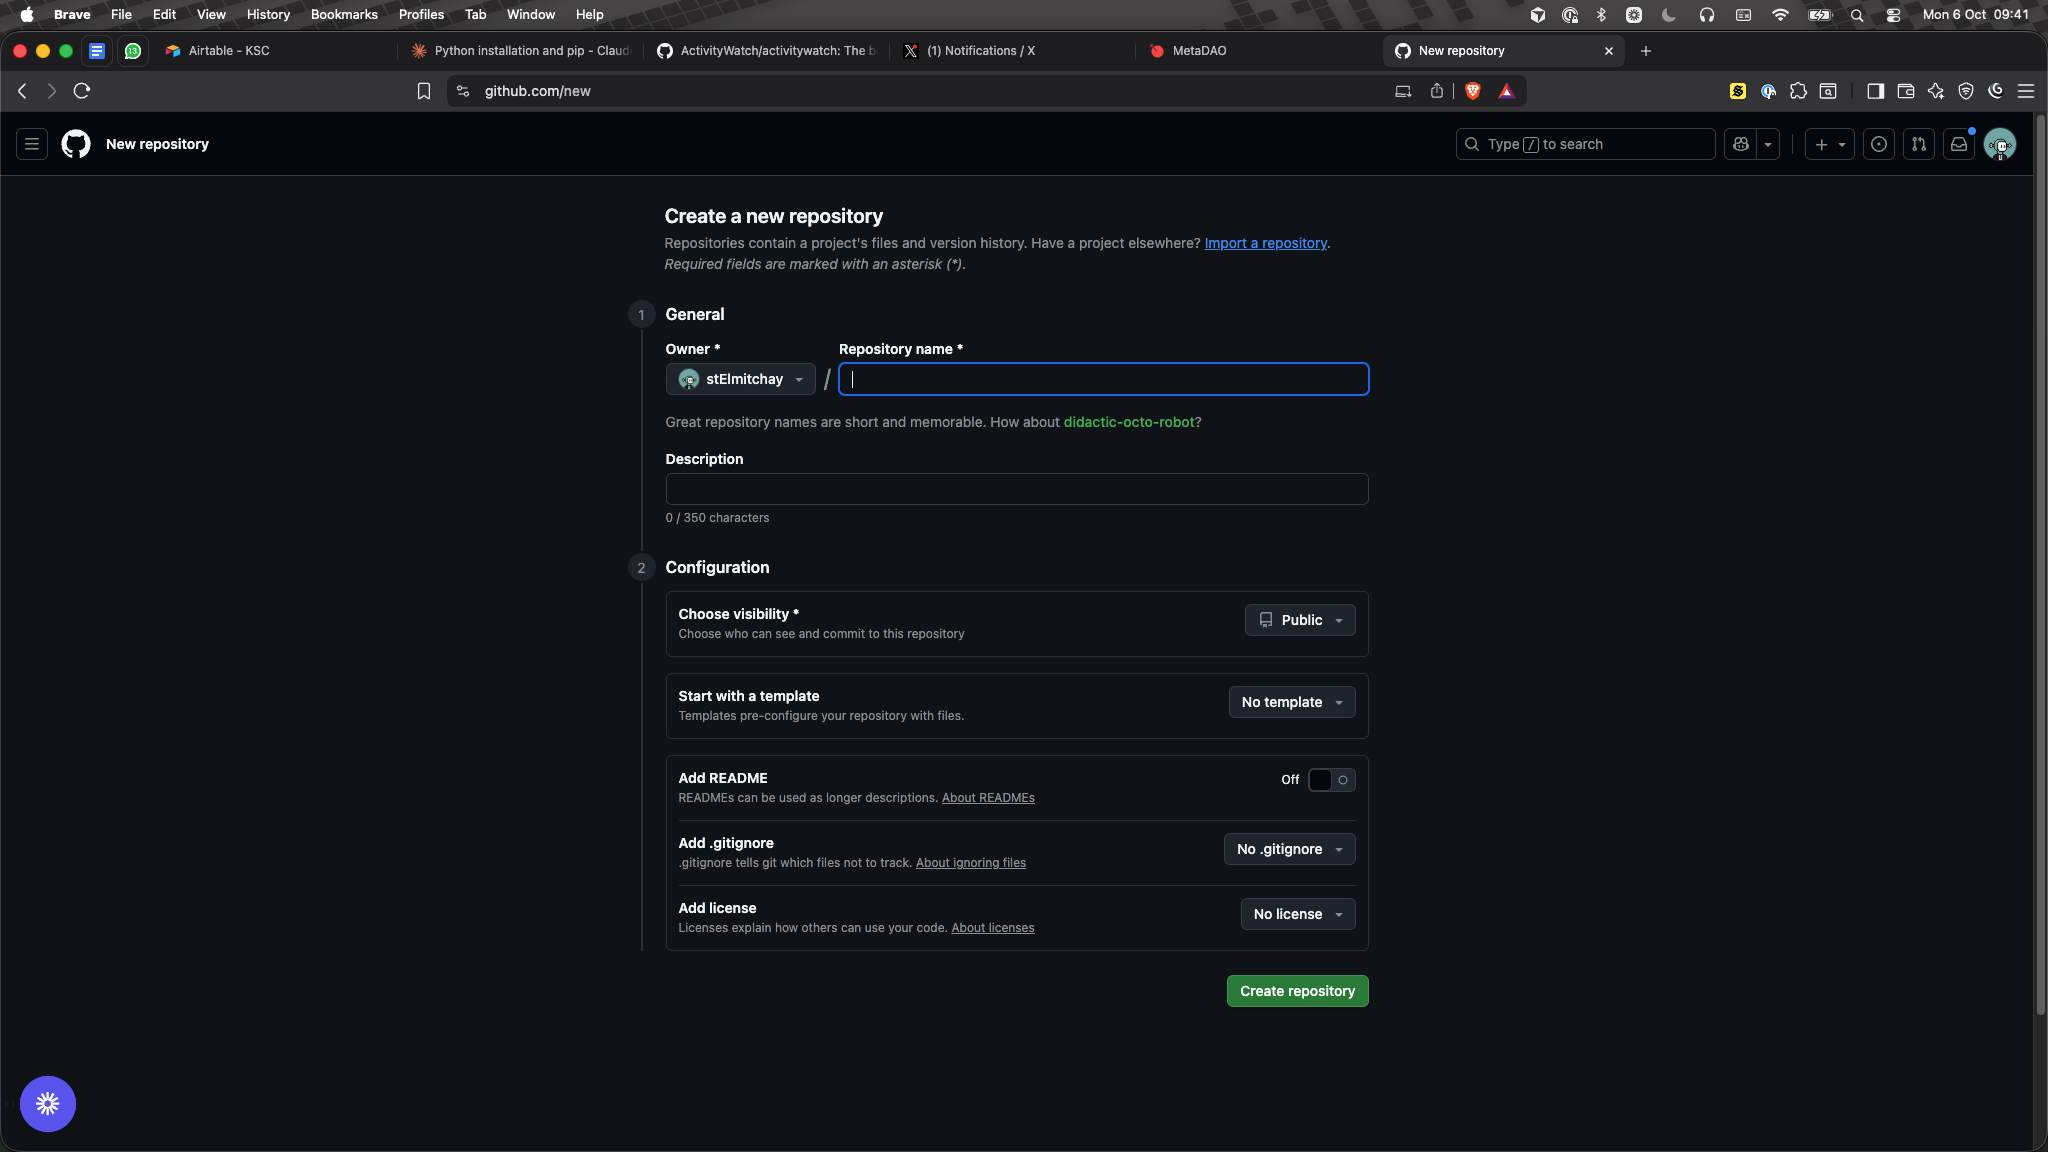 Brave File Edit View History Bookmarks Profiles Tab Window Help Mon 6 Oct 09:41
13 Airtable - KSC Python installation and pip - Claud ActivityWatch/activitywatch: The b (1) Notifications / X MetaDAO New repository
github.com/new
New repository Type / to search
Create a new repository
Repositories contain a project's files and version history. Have a project elsewhere? Import a repository.
Required fields are marked with an asterisk (*).
1 General
Owner * Repository name *
stElmitchay /
Great repository names are short and memorable. How about didactic-octo-robot?
Description
0 / 350 characters
2 Configuration
Choose visibility *
Choose who can see and commit to this repository
Public
Start with a template
Templates pre-configure your repository with files.
No template
Add README
READMEs can be used as longer descriptions. About READMEs
Off
Add .gitignore
.gitignore tells git which files not to track. About ignoring files
No .gitignore
Add license
Licenses explain how others can use your code. About licenses
No license
Create repository